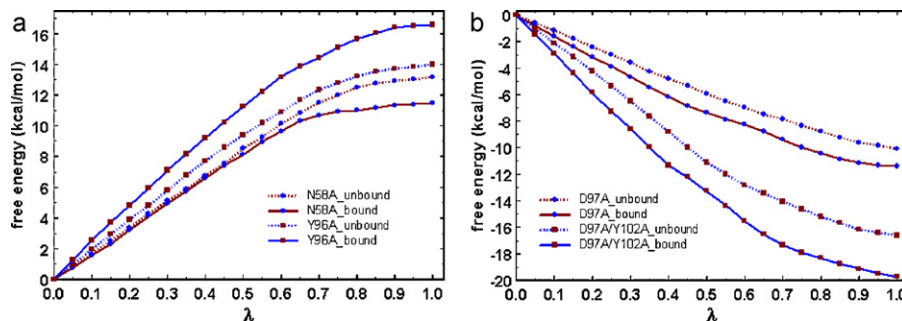 a
free energy (kcal/mol)
16
14
12
10
8
6
4
2
0
N58A_unbound
N58A_bound
Y96A_unbound
Y96A_bound
0.0 0.1 0.2 0.3 0.4 0.5 0.6 0.7 0.8 0.9 1.0
λ
b
free energy (kcal/mol)
0
-2
-4
-6
-8
-10
-12
-14
-16
-18
-20
D97A_unbound
D97A_bound
D97A/Y102A_unbound
D97A/Y102A_bound
0.0 0.1 0.2 0.3 0.4 0.5 0.6 0.7 0.8 0.9 1.0
λ